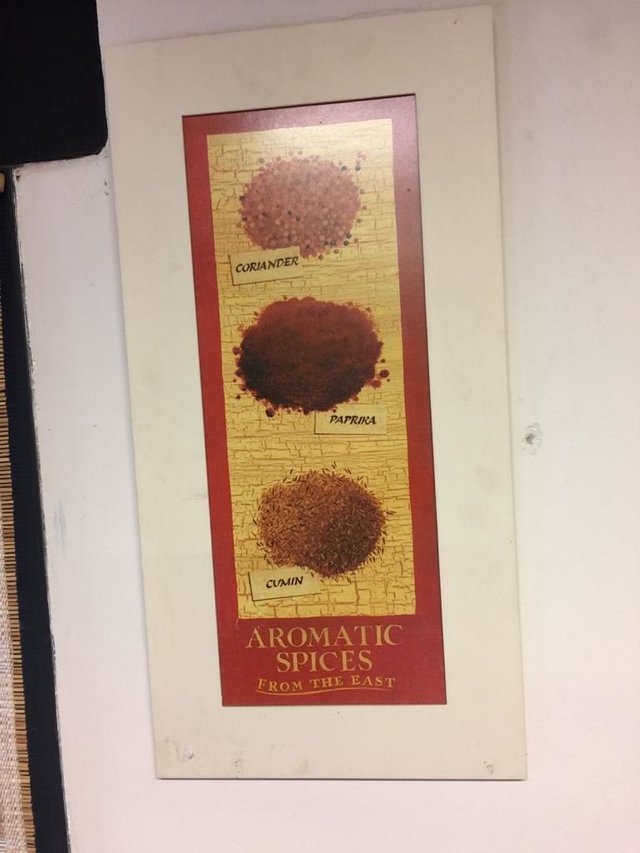 CORIANDER
PAPRIKA
CUMIN
AROMATIC
SPICES
FROM THE EAST